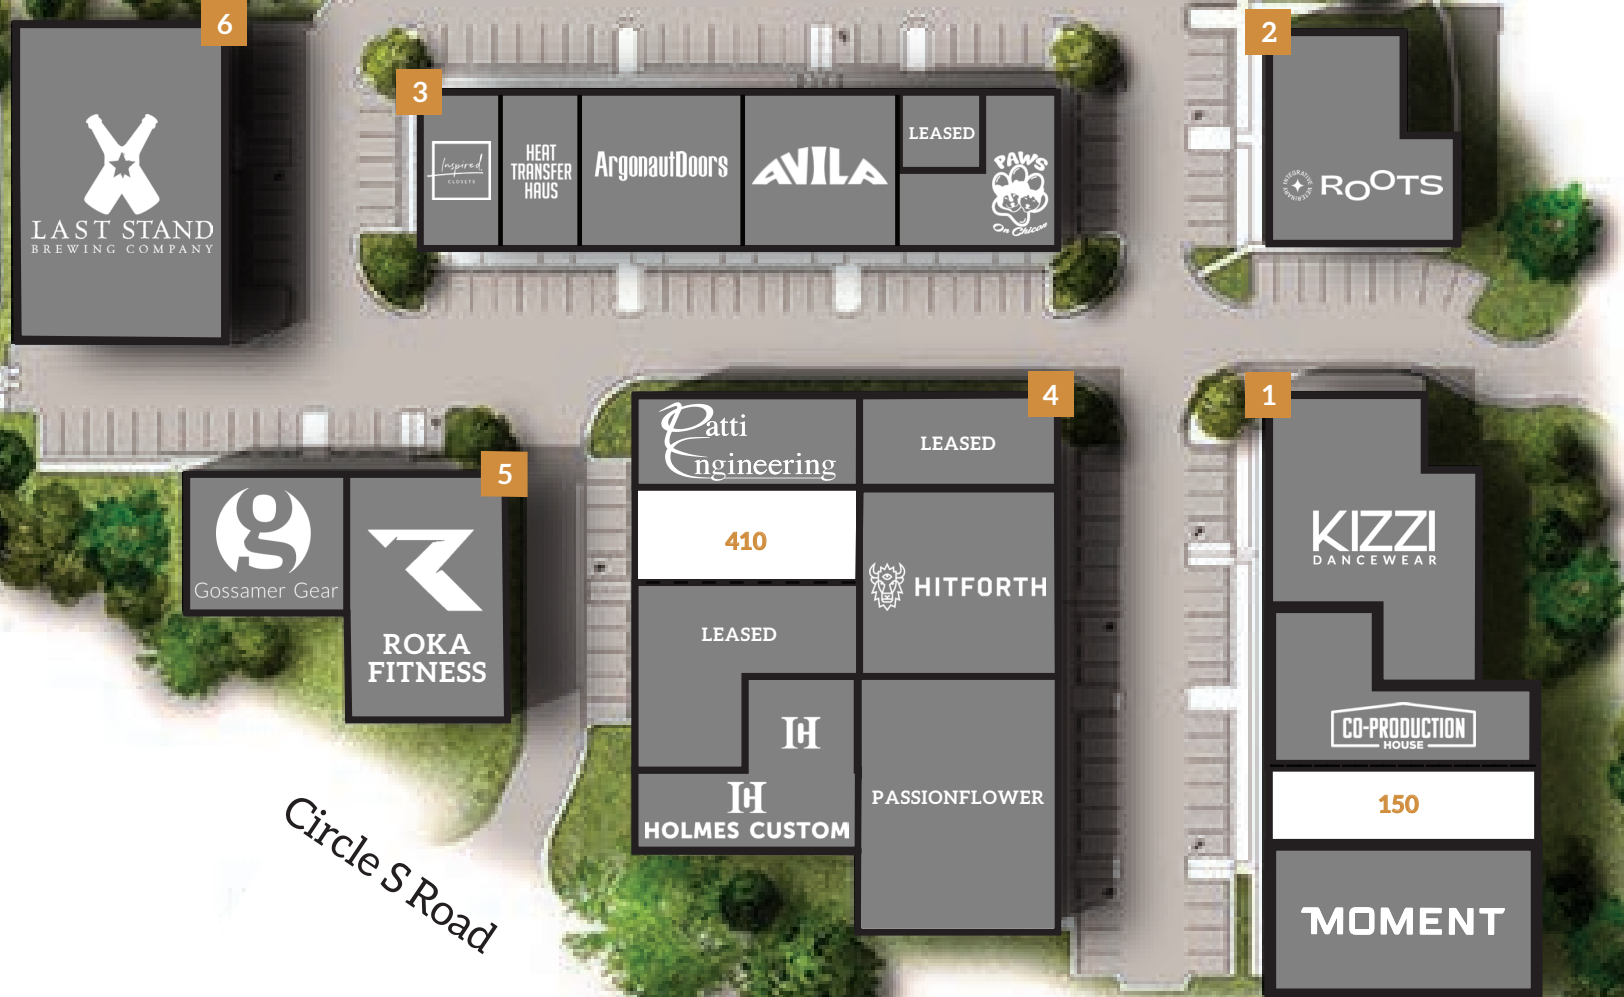 6
LAST STAND
BREWING COMPANY
3
Inspired
CLOSETS
HEAT
TRANSFER
HAUS
ArgonautDoors
AVILA
LEASED
PAWS
On Chicon
2
INTEGRATIVE VETERINARY
ROOTS
5
g
Gossamer Gear
ROKA
FITNESS
4
Patti
Engineering
LEASED
410
HITFORTH
LEASED
H
H
HOLMES CUSTOM
PASSIONFLOWER
1
KIZZI
DANCEWEAR
CO-PRODUCTION
HOUSE
150
MOMENT
Circle S Road